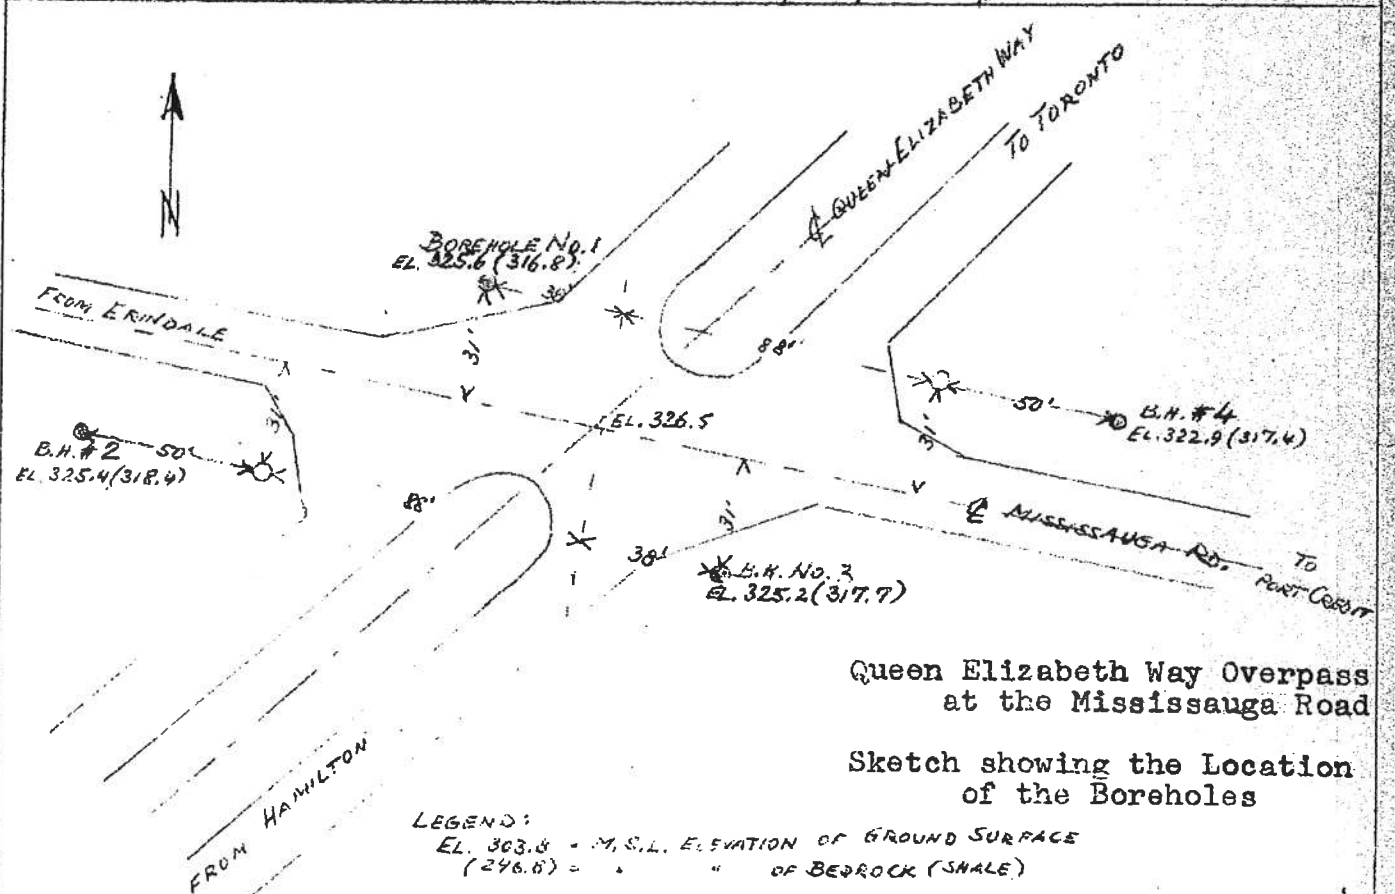 N
℄ QUEEN ELIZABETH WAY
TO TORONTO
BOREHOLE NO. 1
EL. 325.6 (316.8)
31'
FROM ERINDALE
88'
EL. 326.5
31'
B.H. #2
50'
EL. 325.4 (318.4)
50'
31'
B.H. #4
EL. 322.9 (317.4)
88'
31'
38'
B.H. NO. 3
EL. 325.2 (317.7)
℄ MISSISSAUGA RD.
TO
PORT CREDIT
FROM HAMILTON
Queen Elizabeth Way Overpass
at the Mississauga Road
Sketch showing the Location
of the Boreholes
LEGEND:
EL. 303.8 = M.S.L. ELEVATION OF GROUND SURFACE
(246.8) = " " OF BEDROCK (SHALE)